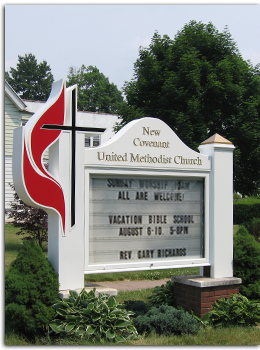 New
Covenant
United Methodist Church
SUNDAY WORSHIP 10AM
ALL ARE WELCOME
VACATION BIBLE SCHOOL
AUGUST 6-10, 5-8PM
REV. GARY RICHARDS